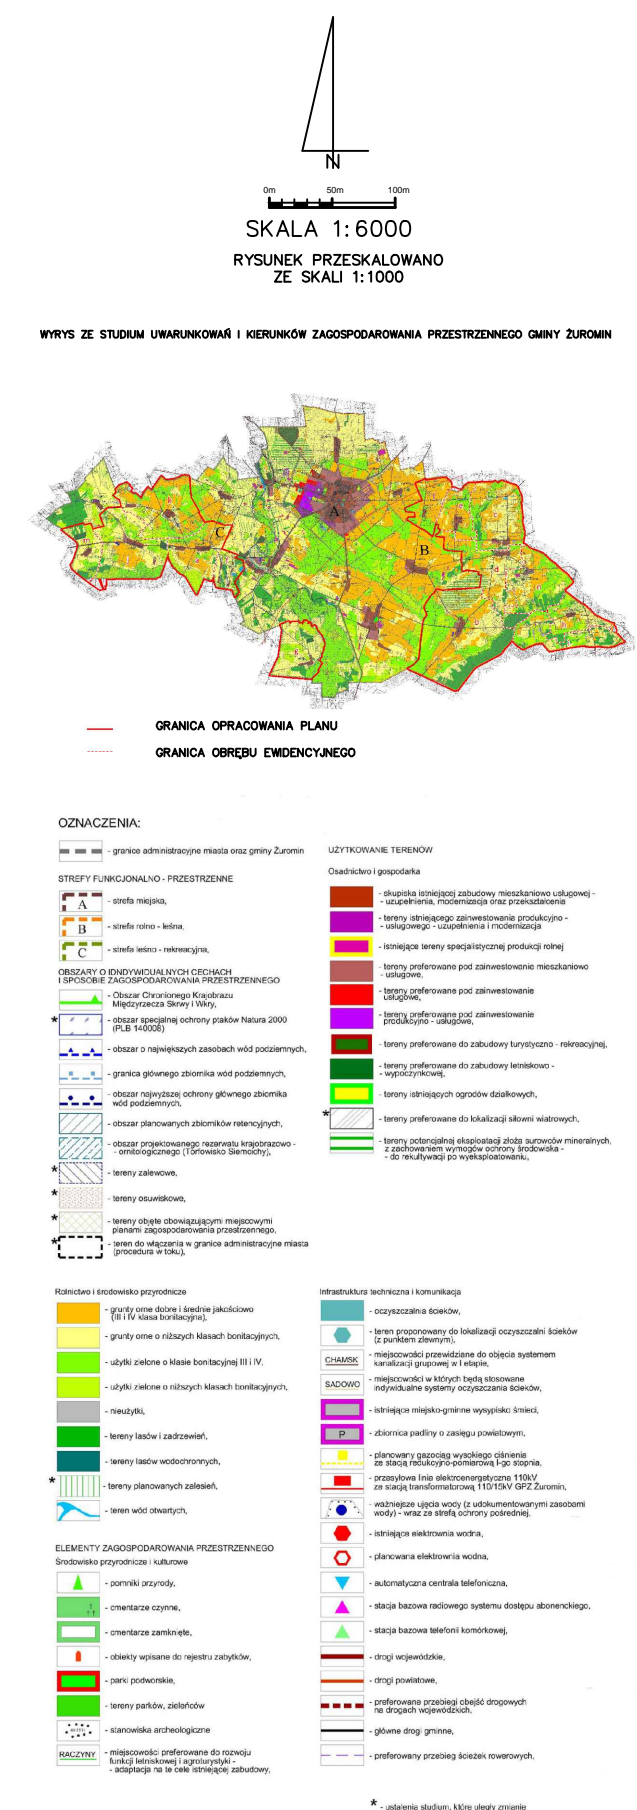 N
0m 50m 100m
SKALA 1:6000
RYSUNEK PRZESKALOWANO
ZE SKALI 1:1000
WYRYS ZE STUDIUM UWARUNKOWAŃ I KIERUNKÓW ZAGOSPODAROWANIA PRZESTRZENNEGO GMINY ŻUROMIN
A
B
C
GRANICA OPRACOWANIA PLANU
GRANICA OBRĘBU EWIDENCYJNEGO
OZNACZENIA:
- granice administracyjne miasta oraz gminy Żuromin
STREFY FUNKCJONALNO - PRZESTRZENNE
A - strefa miejska,
B - strefa rolno - leśna,
C - strefa leśno - rekreacyjna,
OBSZARY O IDNDYWIDUALNYCH CECHACH
I SPOSOBIE ZAGOSPODAROWANIA PRZESTRZENNEGO
- Obszar Chronionego Krajobrazu
Międzyrzecza Skrwy i Wkry,
* - obszar specjalnej ochrony ptaków Natura 2000
(PLB 140008)
- obszar o największych zasobach wód podziemnych,
- granica głównego zbiornika wód podziemnych,
- obszar najwyższej ochrony głównego zbiornika
wód podziemnych,
- obszar planowanych zbiorników retencyjnych,
- obszar projektowanego rezerwatu krajobrazowo -
- ornitologicznego (Torfowisko Siemochy),
* - tereny zalewowe,
* - tereny osuwiskowe,
* - tereny objęte obowiązującymi miejscowymi
planami zagospodarowania przestrzennego,
* - teren do włączenia w granice administracyjne miasta
(procedura w toku),
UŻYTKOWANIE TERENÓW
Osadnictwo i gospodarka
- skupiska istniejącej zabudowy mieszkaniowo usługowej -
- uzupełnienia, modernizacja oraz przekształcenia
- tereny istniejącego zainwestowania produkcyjno -
- usługowego - uzupełnienia i modernizacja
- istniejące tereny specjalistycznej produkcji rolnej
- tereny preferowane pod zainwestowanie mieszkaniowo
- usługowe,
- tereny preferowane pod zainwestowanie
usługowe,
- tereny preferowane pod zainwestowanie
produkcyjno - usługowe,
- tereny preferowane do zabudowy turystyczno - rekreacyjnej,
- tereny preferowane do zabudowy letniskowo -
- wypoczynkowej,
- tereny istniejących ogrodów działkowych,
* - tereny preferowane do lokalizacji siłowni wiatrowych,
- tereny potencjalnej eksploatacji złoża surowców mineralnych,
z zachowaniem wymogów ochrony środowiska -
- do rekultywacji po wyeksploatowaniu,
Rolnictwo i środowisko przyrodnicze
- grunty orne dobre i średnie jakościowo
(III i IV klasa bonitacyjna),
- grunty orne o niższych klasach bonitacyjnych,
- użytki zielone o klasie bonitacyjnej III i IV,
- użytki zielone o niższych klasach bonitacyjnych,
- nieużytki,
- tereny lasów i zadrzewień,
- tereny lasów wodochronnych,
* - tereny planowanych zalesień,
- teren wód otwartych,
ELEMENTY ZAGOSPODAROWANIA PRZESTRZENNEGO
Środowisko przyrodnicze i kulturowe
- pomniki przyrody,
- cmentarze czynne,
- cmentarze zamknięte,
- obiekty wpisane do rejestru zabytków,
- parki podworskie,
- tereny parków, zieleńców
- stanowiska archeologiczne
RACZYNY - miejscowości preferowane do rozwoju
funkcji letniskowej i agroturystyki -
- adaptacja na te cele istniejącej zabudowy,
Infrastruktura techniczna i komunikacja
- oczyszczalnia ścieków,
- teren proponowany do lokalizacji oczyszczalni ścieków
(z punktem zlewnym),
CHAMSK - miejscowości przewidziane do objęcia systemem
kanalizacji grupowej w I etapie,
SADOWO - miejscowości w których będą stosowane
indywidualne systemy oczyszczania ścieków,
- istniejące miejsko-gminne wysypisko śmieci,
P - zbiornica padliny o zasięgu powiatowym,
- planowany gazociąg wysokiego ciśnienia
ze stacją redukcyjno-pomiarową I-go stopnia,
- przesyłowa linia elektroenergetyczna 110kV
ze stacją transformatorową 110/15kV GPZ Żuromin,
- ważniejsze ujęcia wody (z udokumentowanymi zasobami
wody) - wraz ze strefą ochrony pośredniej,
- istniejące elektrownia wodna,
- planowana elektrownia wodna,
- automatyczna centrala telefoniczna,
- stacja bazowa radiowego systemu dostępu abonenckiego,
- stacja bazowa telefonii komórkowej,
- drogi wojewódzkie,
- drogi powiatowe,
- preferowane przebiegi obejść drogowych
na drogach wojewódzkich,
- główne drogi gminne,
- preferowany przebieg ścieżek rowerowych,
* - ustalenia studium, które uległy zmianie